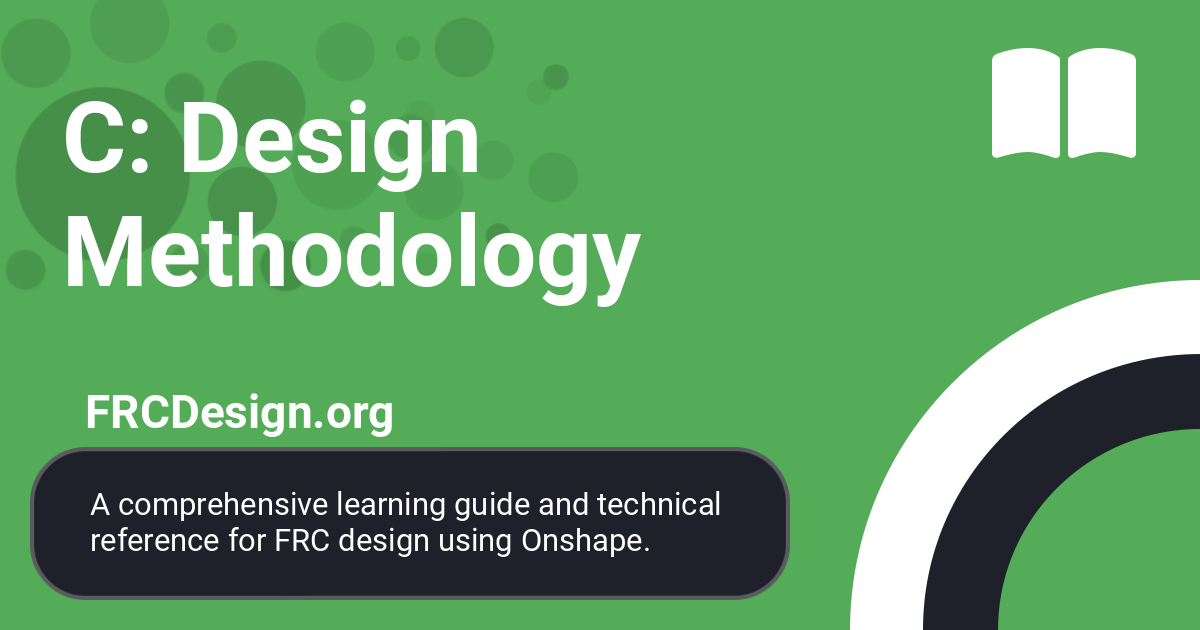 C: Design
Methodology
FRCDesign.org
A comprehensive learning guide and technical
reference for FRC design using Onshape.